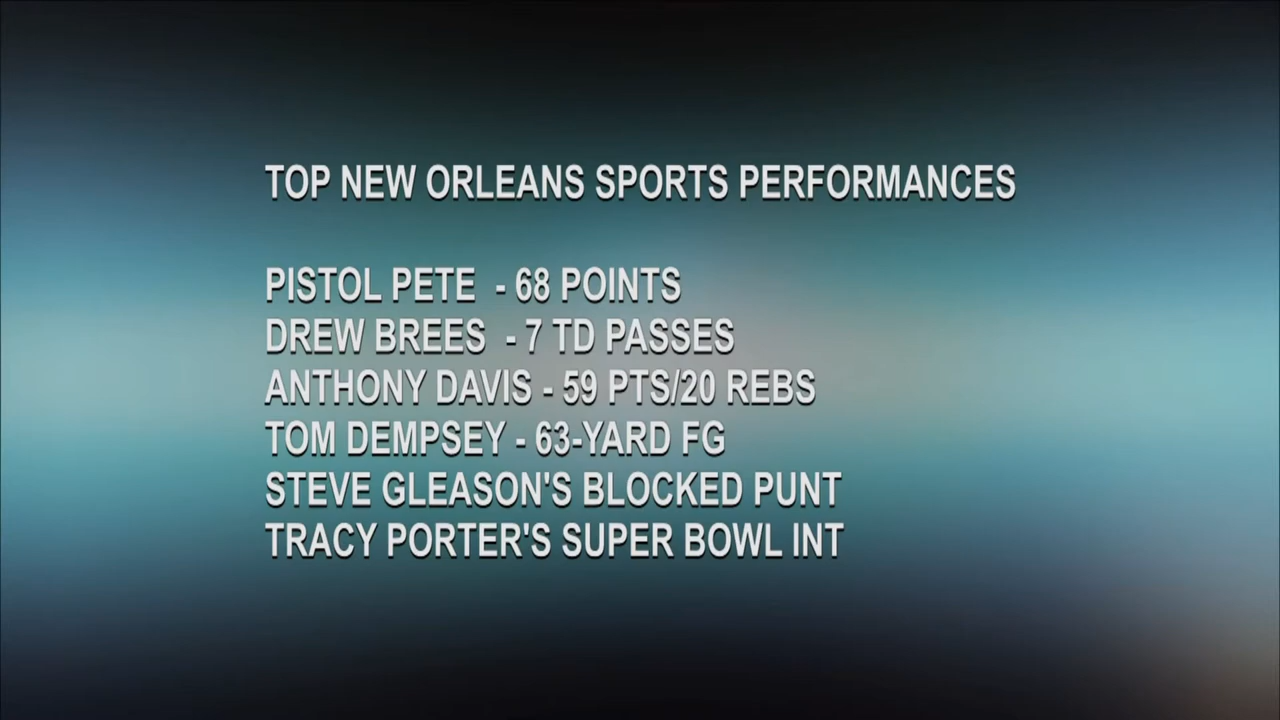 TOP NEW ORLEANS SPORTS PERFORMANCES
PISTOL PETE - 68 POINTS
DREW BREES - 7 TD PASSES
ANTHONY DAVIS - 59 PTS/20 REBS
TOM DEMPSEY - 63-YARD FG
STEVE GLEASON'S BLOCKED PUNT
TRACY PORTER'S SUPER BOWL INT